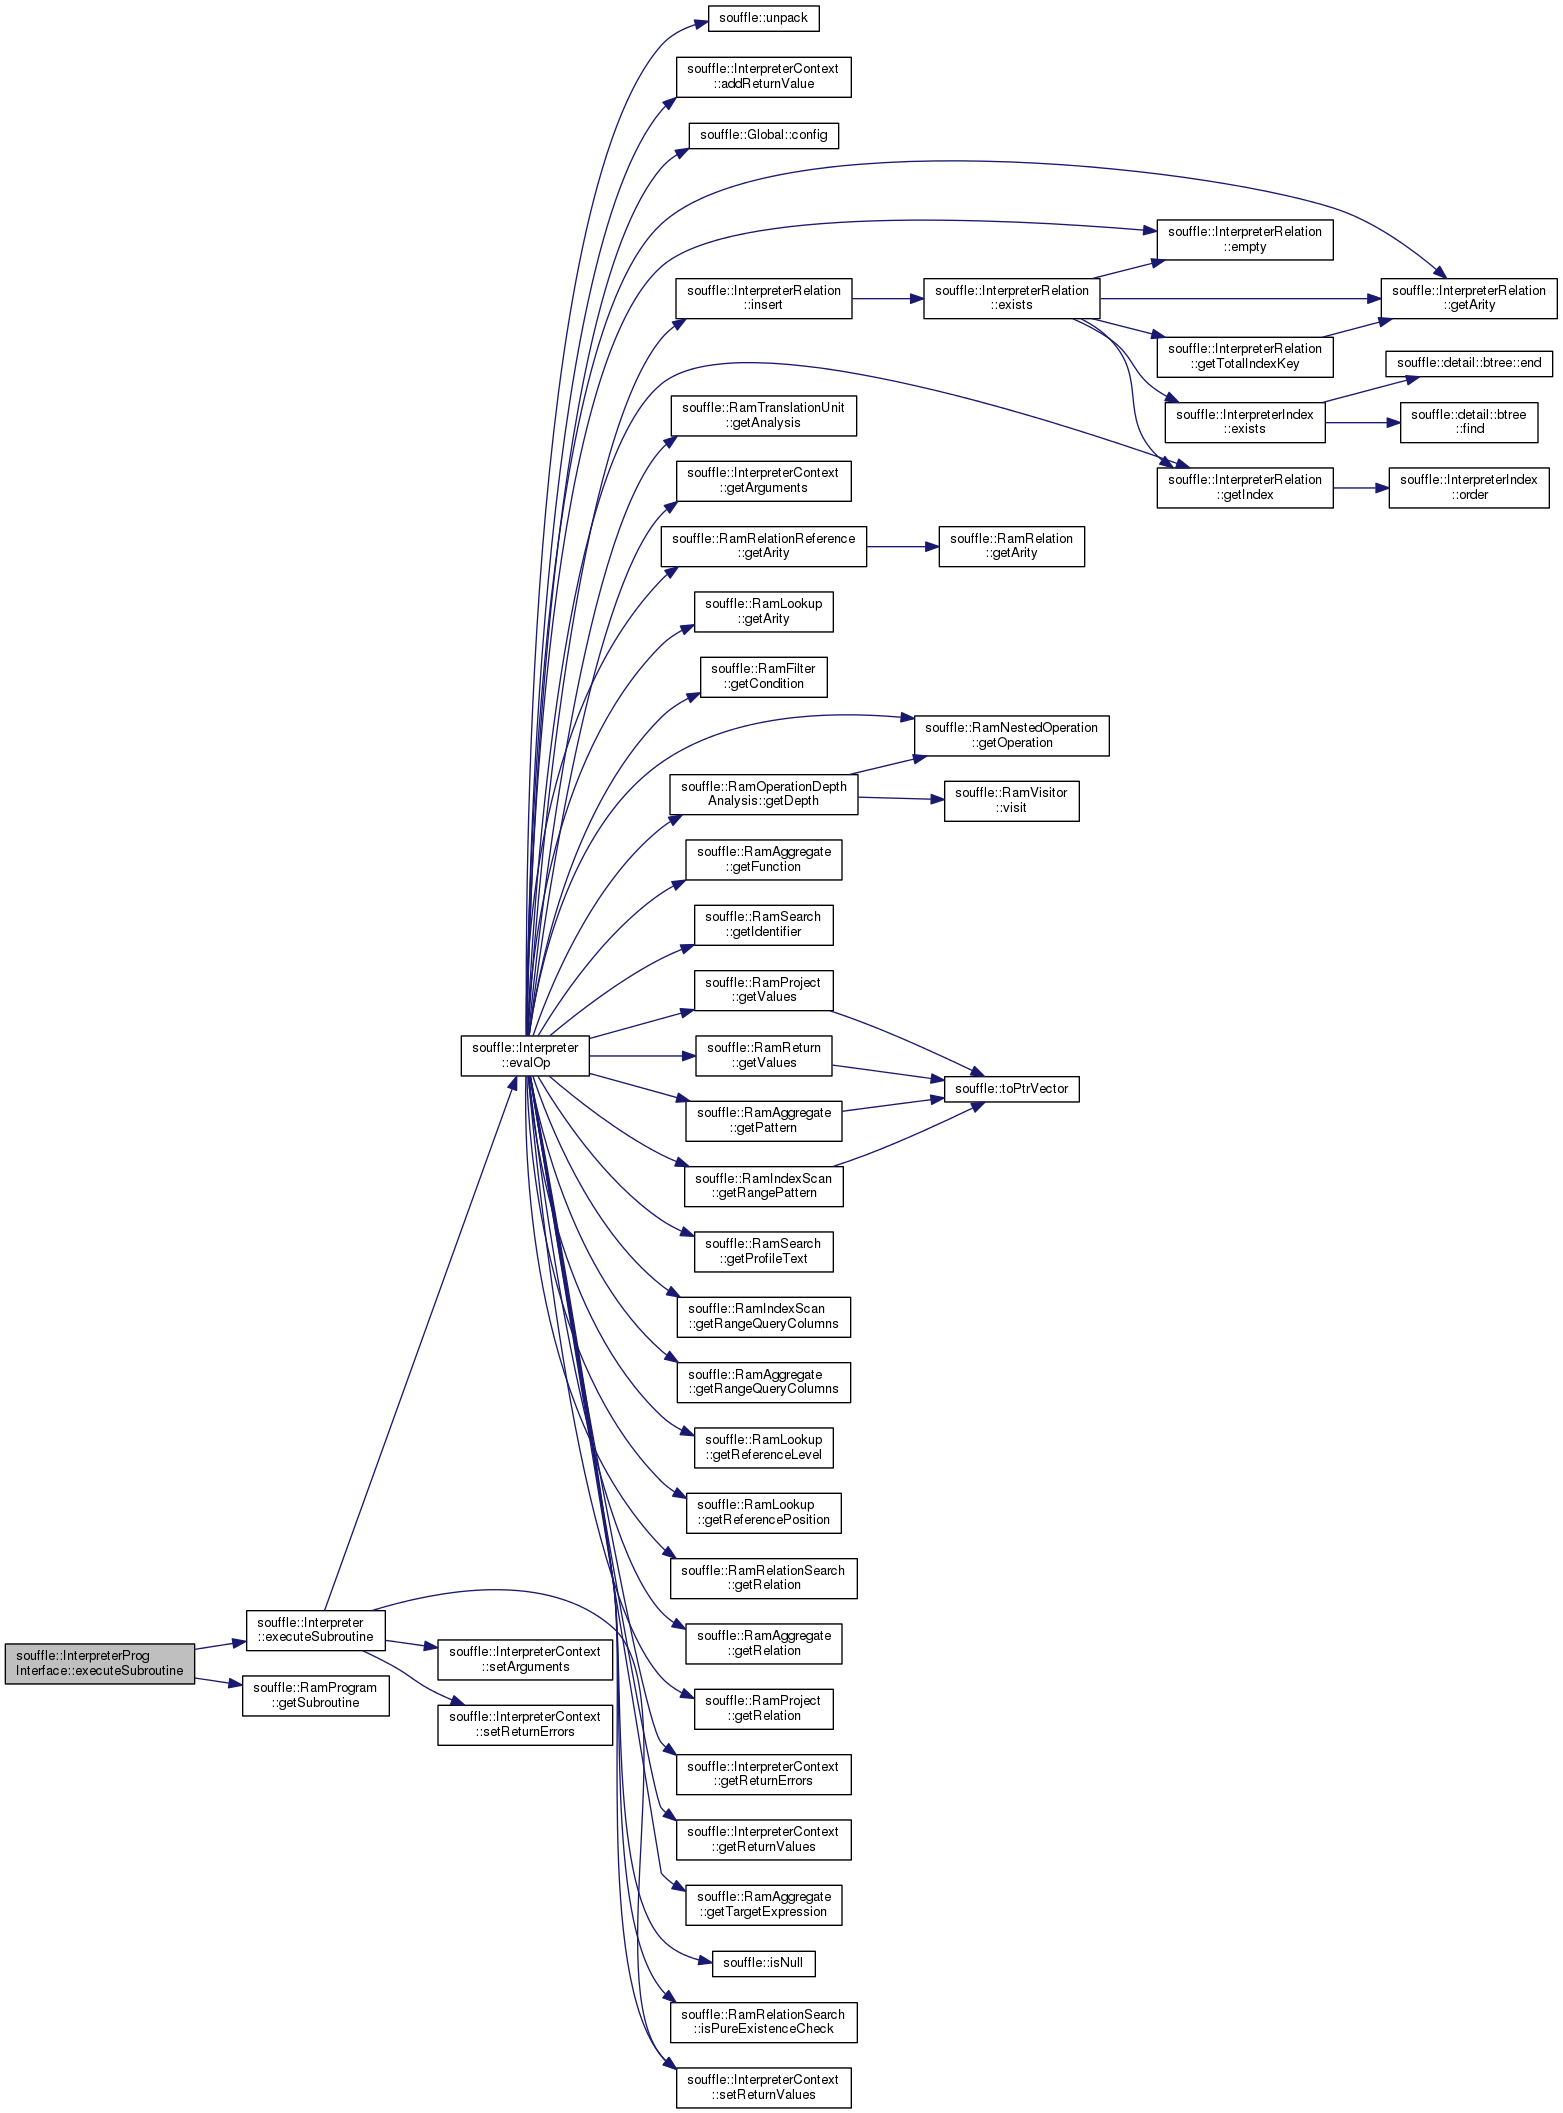 souffle::unpack
souffle::InterpreterContext
::addReturnValue
souffle::Global::config
souffle::InterpreterRelation
::empty
souffle::InterpreterRelation
::insert
souffle::InterpreterRelation
::exists
souffle::InterpreterRelation
::getArity
souffle::InterpreterRelation
::getTotalIndexKey
souffle::detail::btree::end
souffle::RamTranslationUnit
::getAnalysis
souffle::InterpreterIndex
::exists
souffle::detail::btree
::find
souffle::InterpreterContext
::getArguments
souffle::InterpreterRelation
::getIndex
souffle::InterpreterIndex
::order
souffle::RamRelationReference
::getArity
souffle::RamRelation
::getArity
souffle::RamLookup
::getArity
souffle::RamFilter
::getCondition
souffle::RamNestedOperation
::getOperation
souffle::RamOperationDepth
Analysis::getDepth
souffle::RamVisitor
::visit
souffle::RamAggregate
::getFunction
souffle::RamSearch
::getIdentifier
souffle::RamProject
::getValues
souffle::Interpreter
::evalOp
souffle::RamReturn
::getValues
souffle::toPtrVector
souffle::RamAggregate
::getPattern
souffle::RamIndexScan
::getRangePattern
souffle::RamSearch
::getProfileText
souffle::RamIndexScan
::getRangeQueryColumns
souffle::RamAggregate
::getRangeQueryColumns
souffle::RamLookup
::getReferenceLevel
souffle::RamLookup
::getReferencePosition
souffle::RamRelationSearch
::getRelation
souffle::Interpreter
::executeSubroutine
souffle::RamAggregate
::getRelation
souffle::InterpreterProg
Interface::executeSubroutine
souffle::InterpreterContext
::setArguments
souffle::RamProgram
::getSubroutine
souffle::RamProject
::getRelation
souffle::InterpreterContext
::setReturnErrors
souffle::InterpreterContext
::getReturnErrors
souffle::InterpreterContext
::getReturnValues
souffle::RamAggregate
::getTargetExpression
souffle::isNull
souffle::RamRelationSearch
::isPureExistenceCheck
souffle::InterpreterContext
::setReturnValues